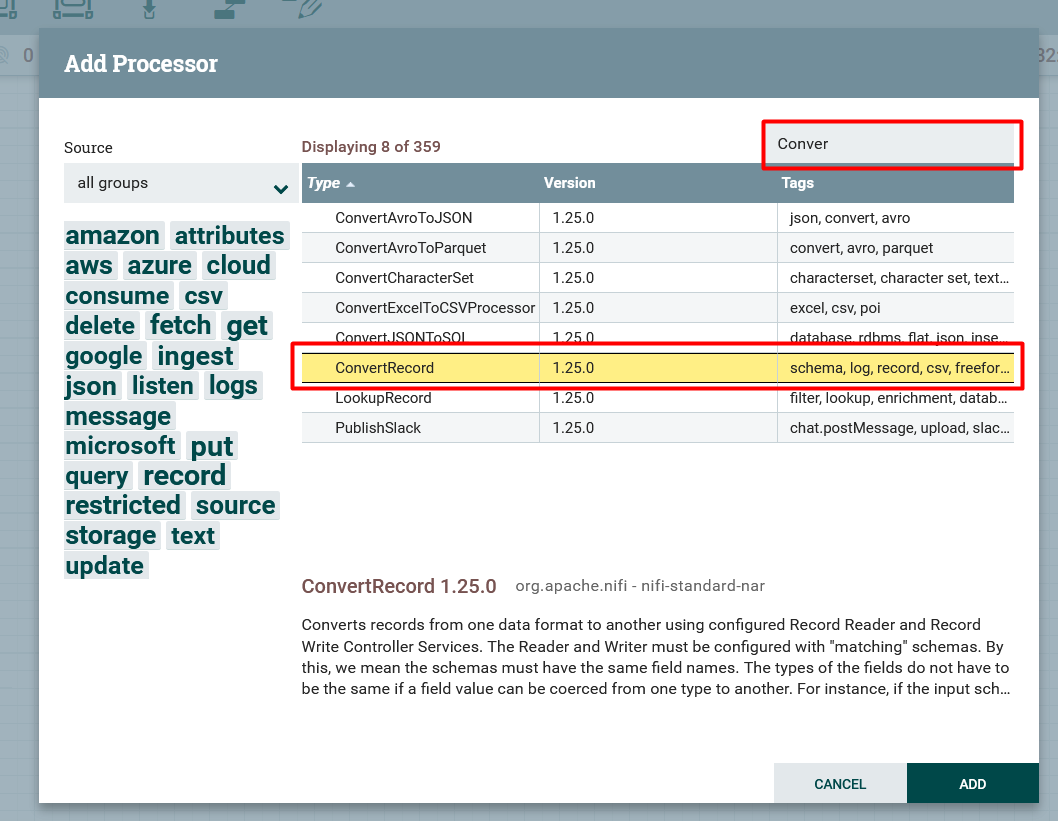 0
32
Add Processor
Source
Displaying 8 of 359
Conver
all groups
Type Version Tags
ConvertAvroToJSON 1.25.0 json, convert, avro
ConvertAvroToParquet 1.25.0 convert, avro, parquet
ConvertCharacterSet 1.25.0 characterset, character set, text...
ConvertExcelToCSVProcessor 1.25.0 excel, csv, poi
ConvertJSONToSQL 1.25.0 database, rdbms, flat, json, inse...
ConvertRecord 1.25.0 schema, log, record, csv, freefor...
LookupRecord 1.25.0 filter, lookup, enrichment, datab...
PublishSlack 1.25.0 chat.postMessage, upload, slac...
amazon attributes
aws azure cloud
consume csv
delete fetch get
google ingest
json listen logs
message
microsoft put
query record
restricted source
storage text
update
ConvertRecord 1.25.0 org.apache.nifi - nifi-standard-nar
Converts records from one data format to another using configured Record Reader and Record
Write Controller Services. The Reader and Writer must be configured with "matching" schemas. By
this, we mean the schemas must have the same field names. The types of the fields do not have to
be the same if a field value can be coerced from one type to another. For instance, if the input sch...
CANCEL ADD